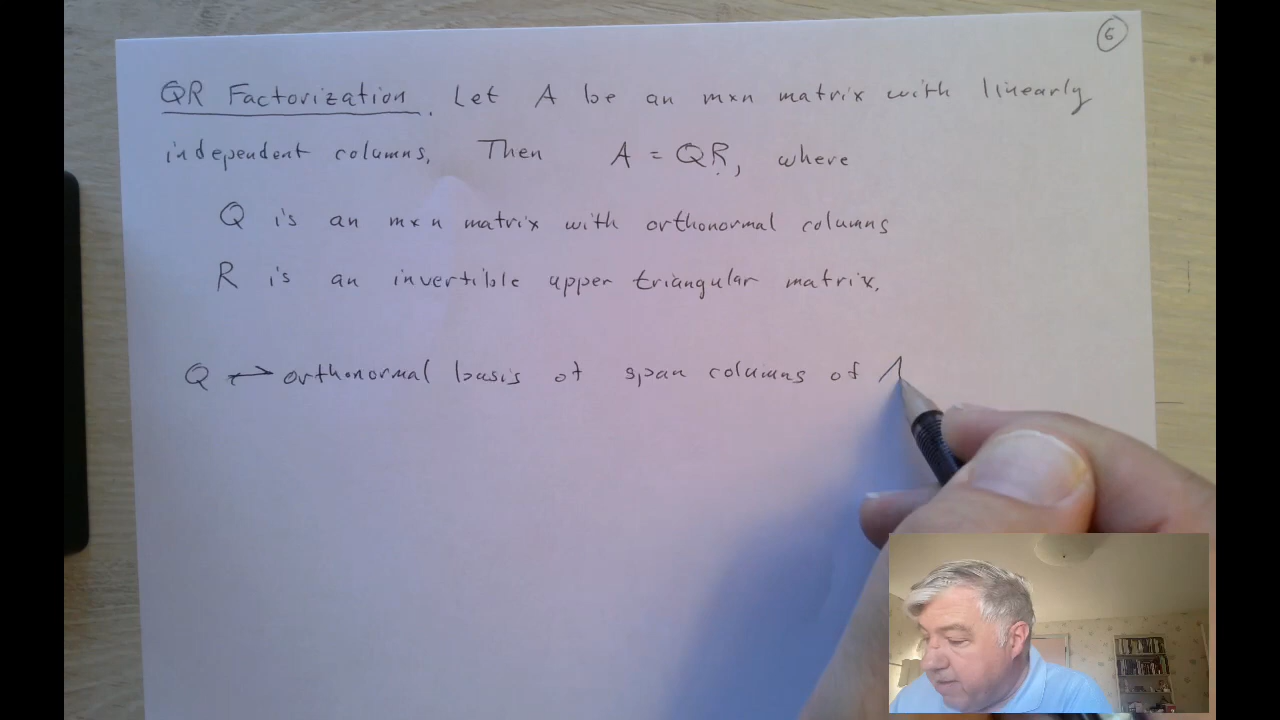 6
QR Factorization. Let A be an m×n matrix with linearly
independent columns. Then A = QR, where
Q is an m×n matrix with orthonormal columns
R is an invertible upper triangular matrix.
Q ⇌ orthonormal basis of span columns of A